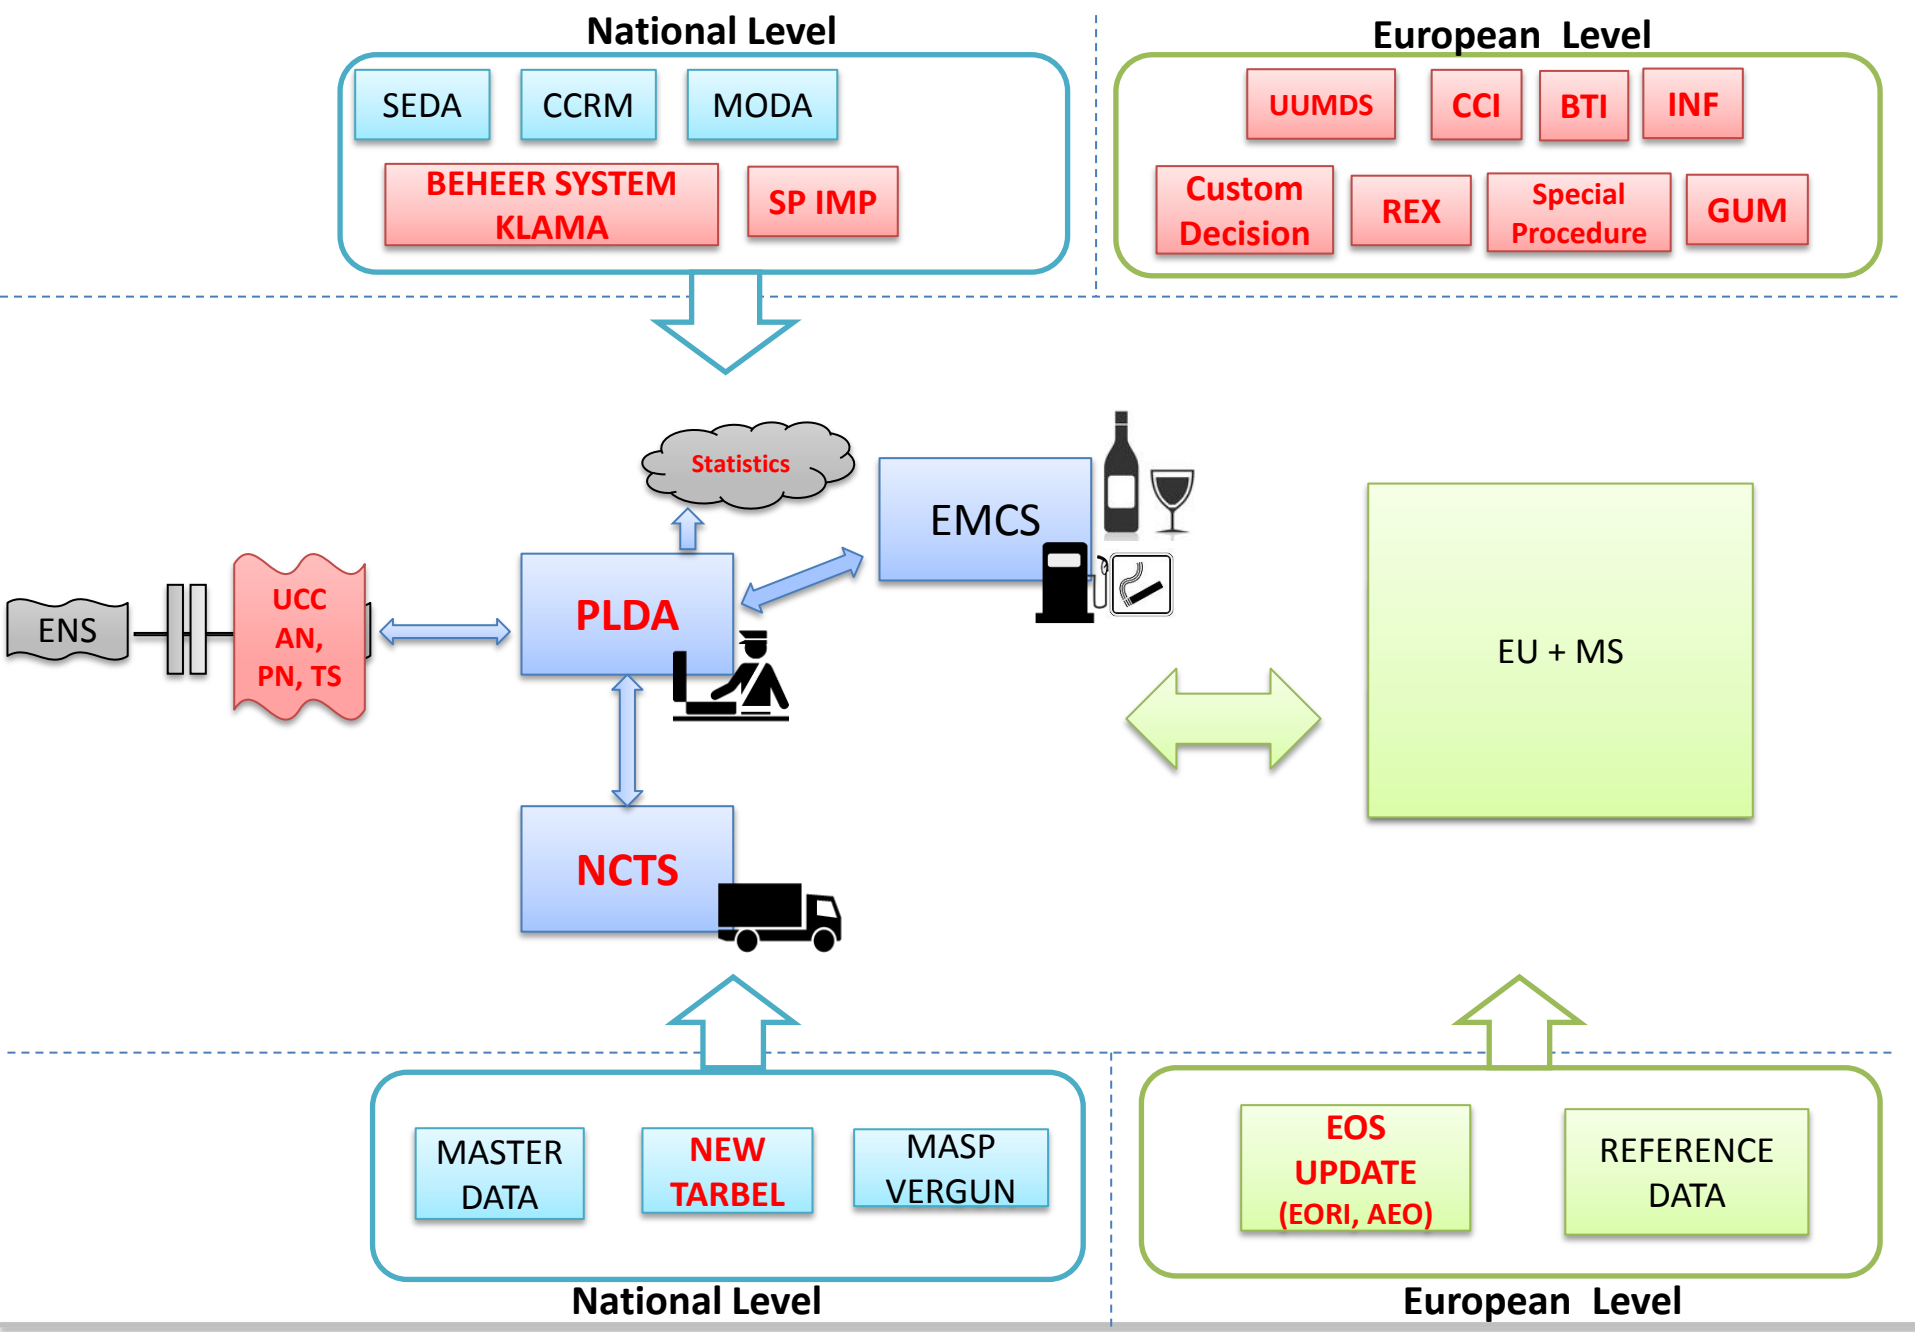 National Level
European Level
SEDA
CCRM
MODA
BEHEER SYSTEM
KLAMA
SP IMP
UUMDS
CCI
BTI
INF
Custom
Decision
REX
Special
Procedure
GUM
Statistics
EMCS
ENS
UCC
AN,
PN, TS
PLDA
EU + MS
NCTS
MASTER
DATA
NEW
TARBEL
MASP
VERGUN
EOS
UPDATE
(EORI, AEO)
REFERENCE
DATA
National Level
European Level